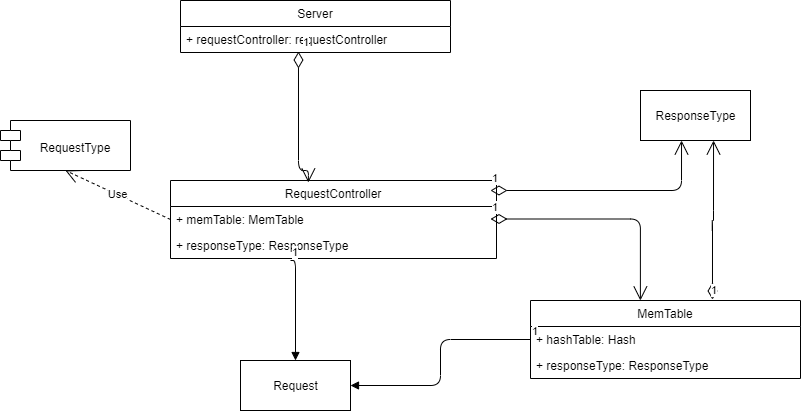 Server
+ requestController: requestController
1
ResponseType
RequestType
Use
1
RequestController
1
+ memTable: MemTable
+ responseType: ResponseType
1
1
MemTable
1
+ hashTable: Hash
+ responseType: ResponseType
Request